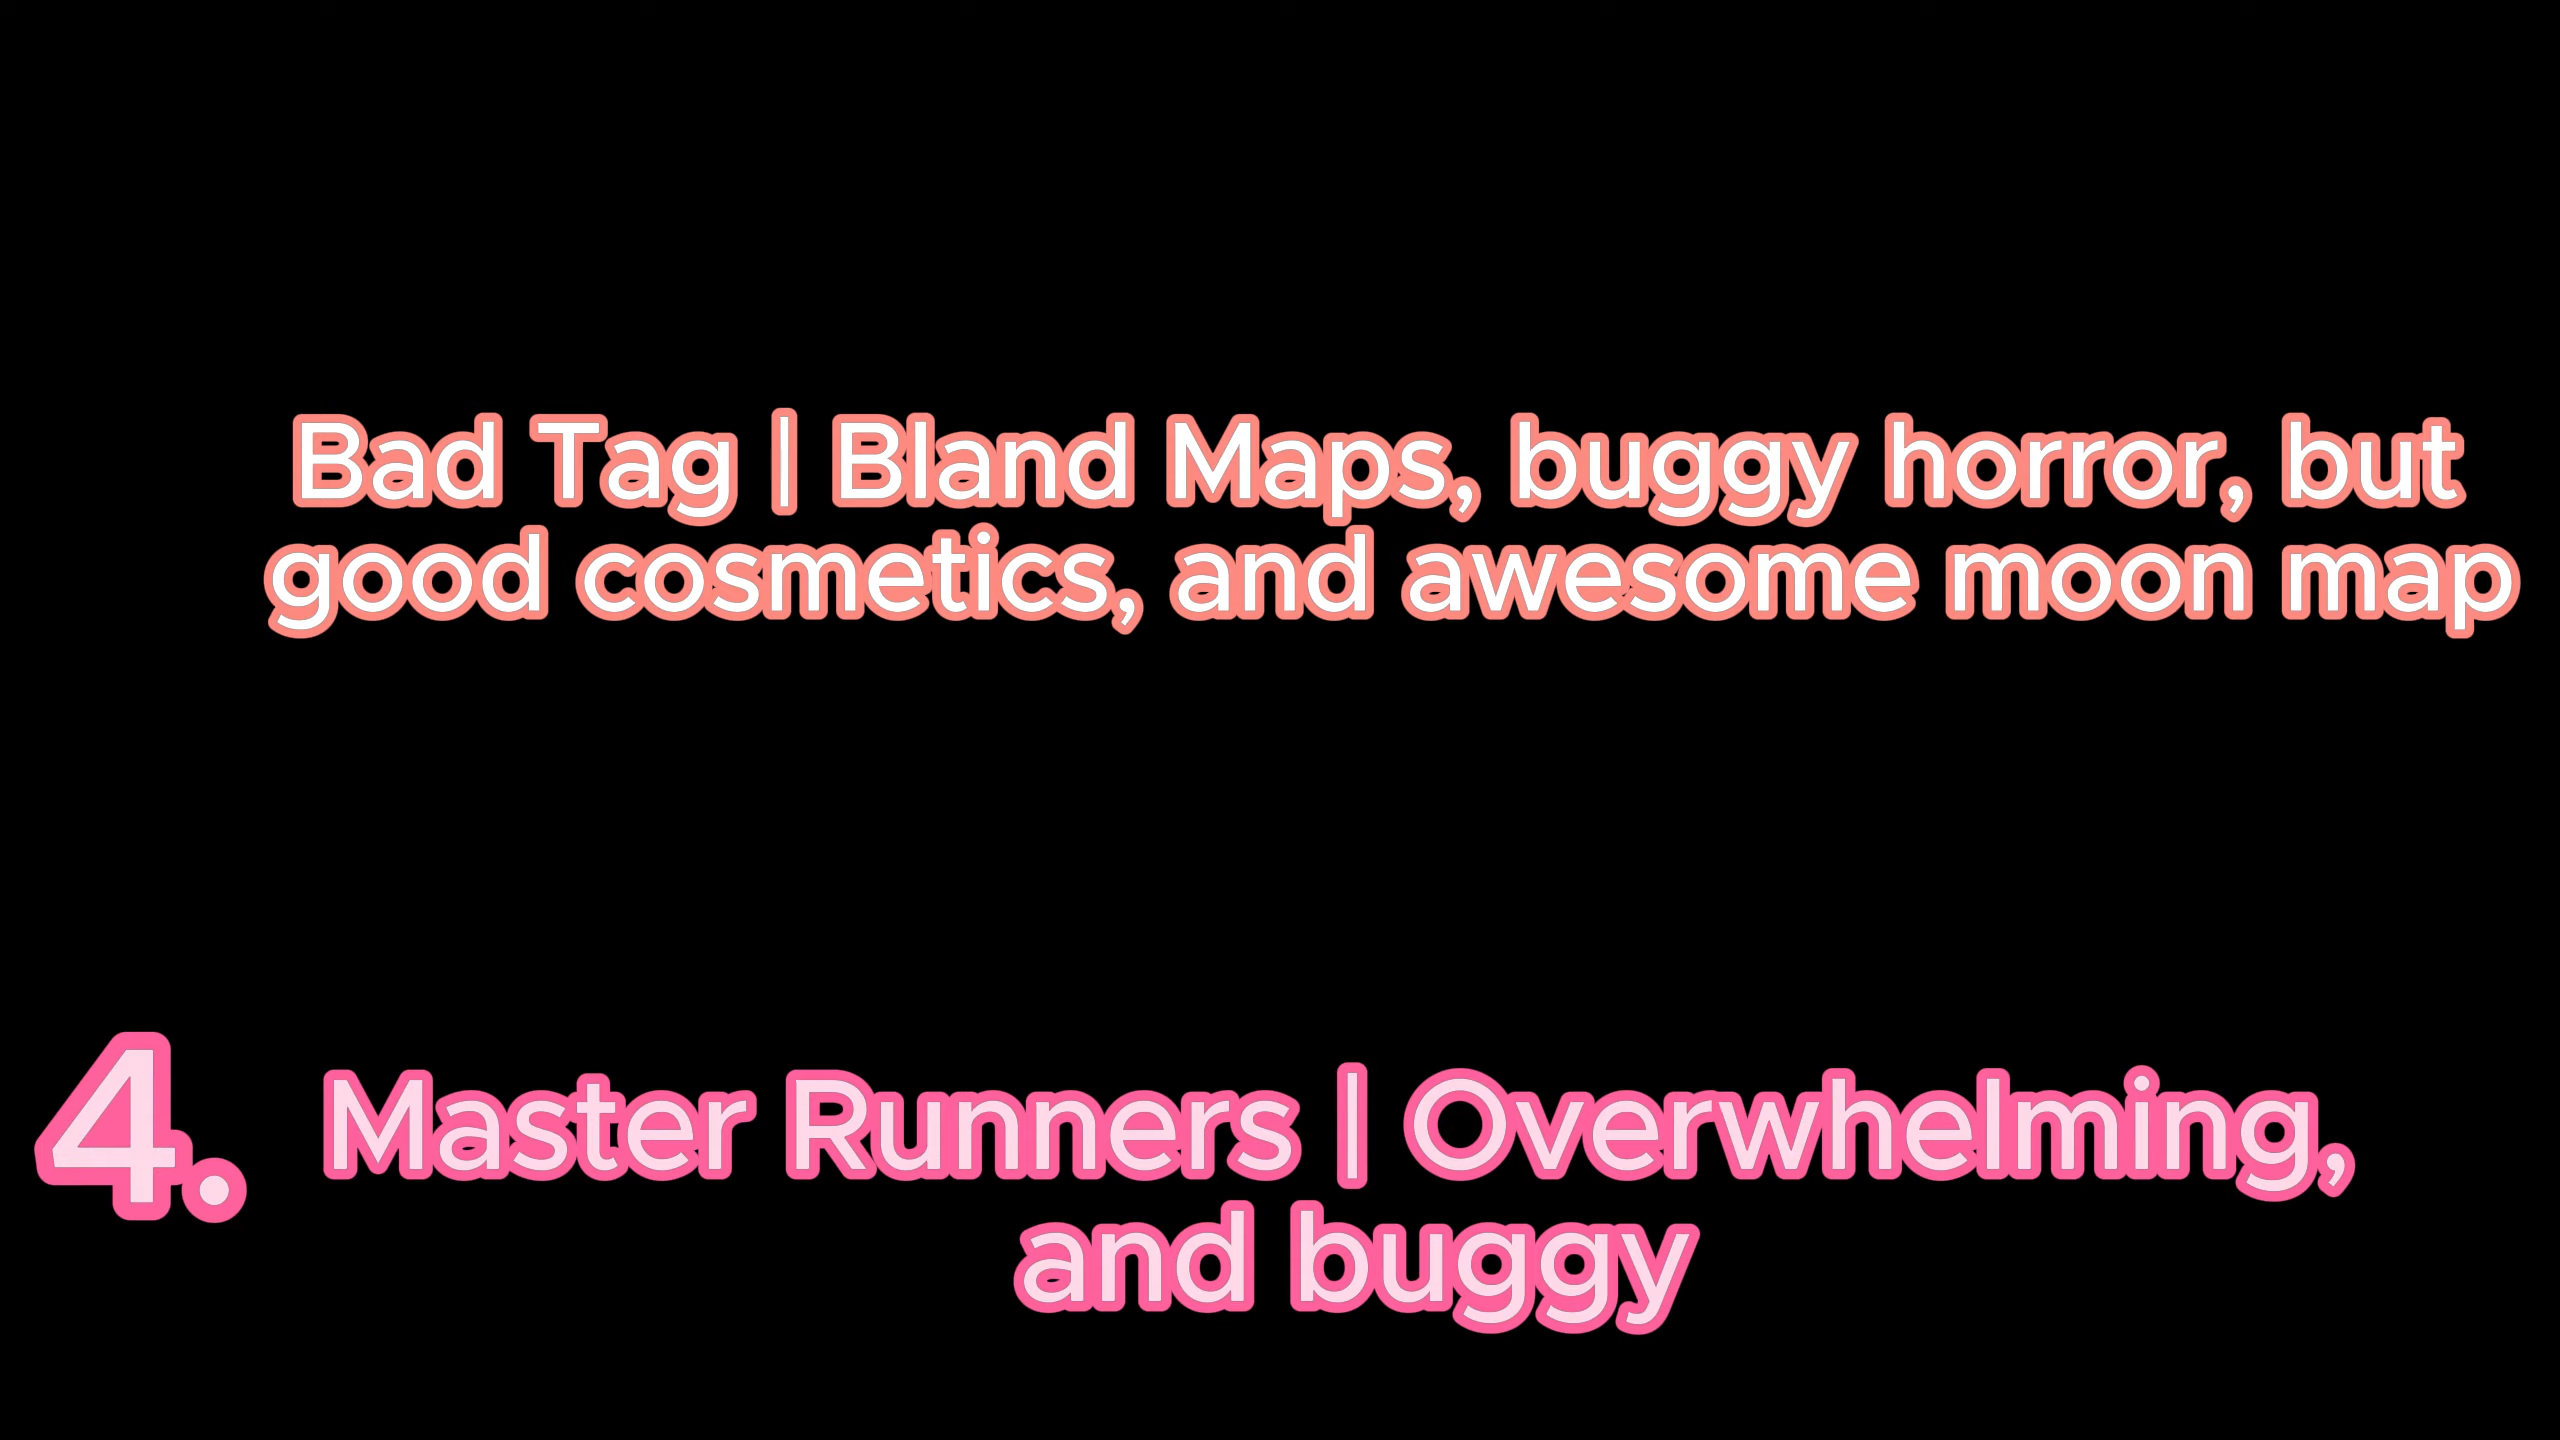 Bad Tag | Bland Maps, buggy horror, but
good cosmetics, and awesome moon map
4. Master Runners | Overwhelming,
and buggy